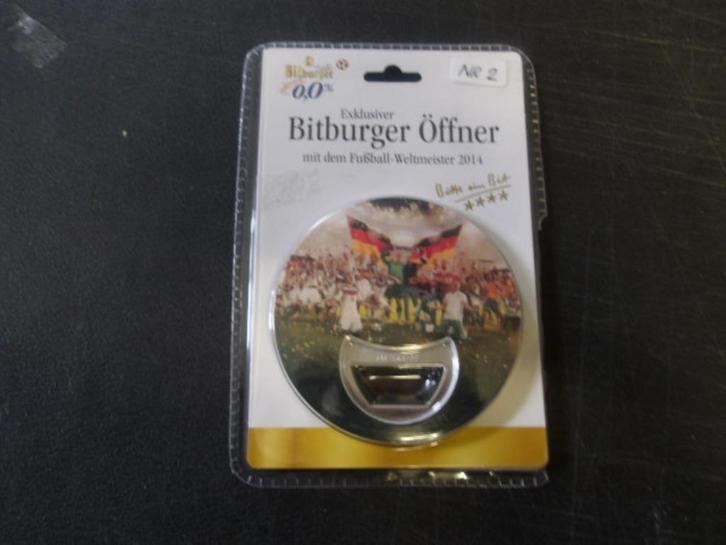 Bitburger
0,0%
NR 2
Exklusiver
Bitburger Öffner
mit dem Fußball-Weltmeister 2014
Bitte ein Bit